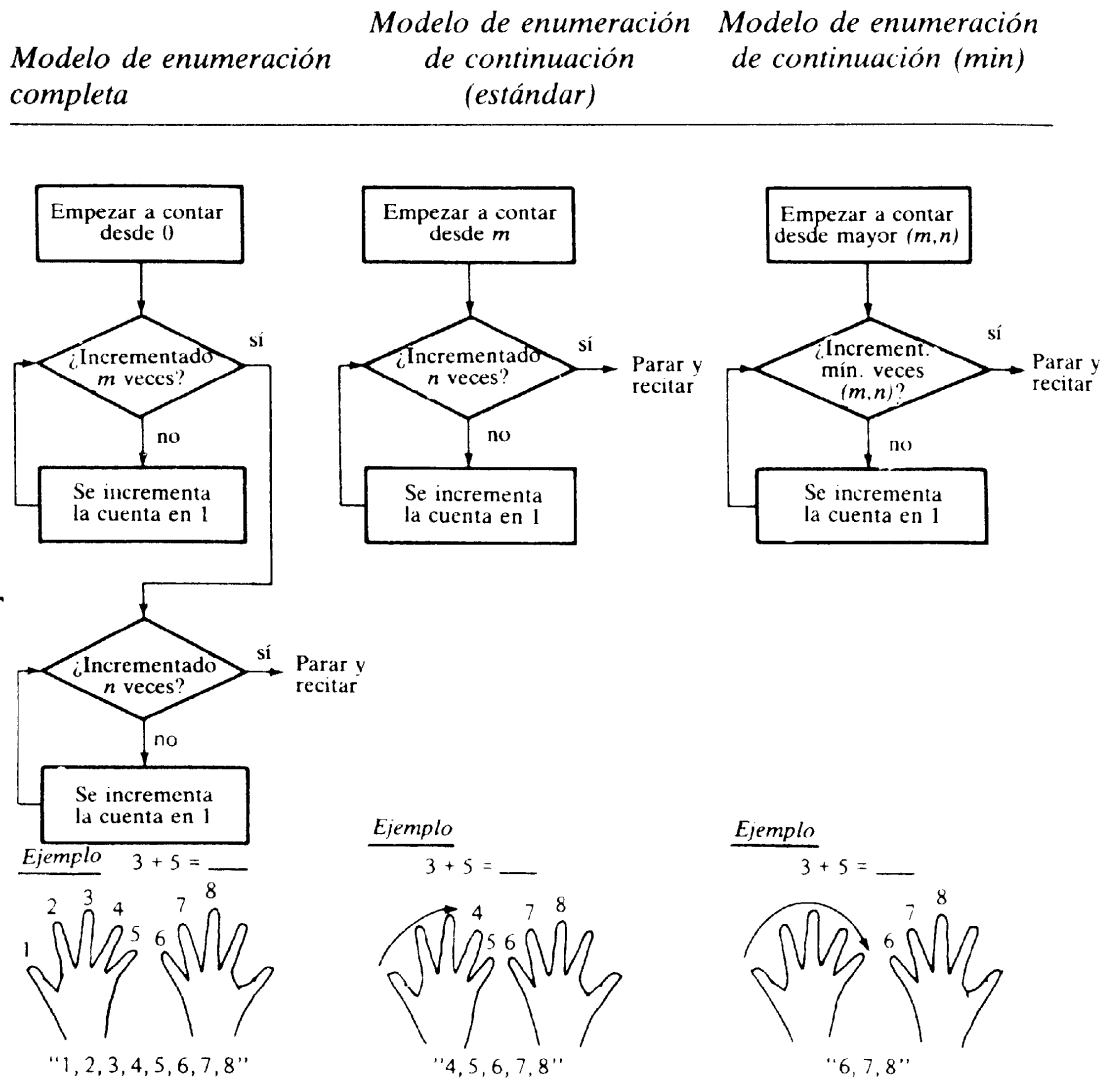 Modelo de enumeración
completa
Modelo de enumeración
de continuación
(estándar)
Modelo de enumeración
de continuación (min)
Empezar a contar
desde 0
¿Incrementado
m veces?
sí
no
Se incrementa
la cuenta en 1
¿Incrementado
n veces?
sí
Parar y
recitar
no
Se incrementa
la cuenta en 1
Ejemplo
3 + 5 = ___
1 2 3 4 5 6 7 8
"1, 2, 3, 4, 5, 6, 7, 8"
Empezar a contar
desde m
¿Incrementado
n veces?
sí
Parar y
recitar
no
Se incrementa
la cuenta en 1
Ejemplo
3 + 5 = ___
4 5 6 7 8
"4, 5, 6, 7, 8"
Empezar a contar
desde mayor (m,n)
¿Increment.
mín. veces
(m,n)?
sí
Parar y
recitar
no
Se incrementa
la cuenta en 1
Ejemplo
3 + 5 = ___
6 7 8
"6, 7, 8"